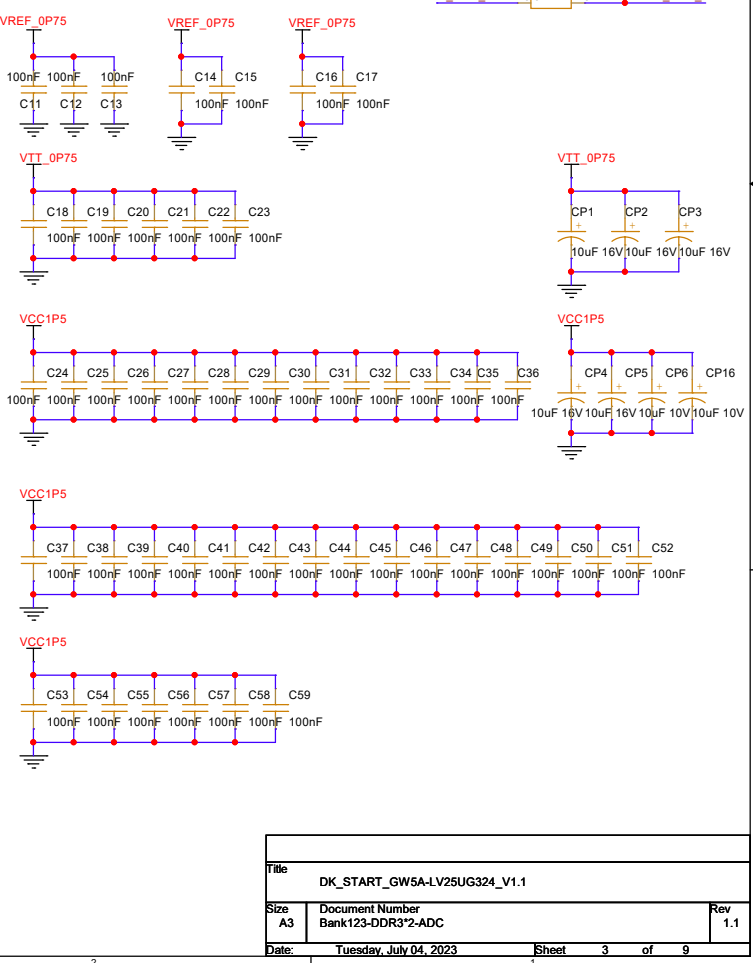 VREF_0P75 VREF_0P75 VREF_0P75
100nF 100nF 100nF C14 C15 C16 C17
C11 C12 C13 100nF 100nF 100nF 100nF
VTT_0P75 VTT_0P75
C18 C19 C20 C21 C22 C23 CP1 CP2 CP3
100nF 100nF 100nF 100nF 100nF 100nF 10uF 16V 10uF 16V 10uF 16V
VCC1P5 VCC1P5
C24 C25 C26 C27 C28 C29 C30 C31 C32 C33 C34 C35 C36 CP4 CP5 CP6 CP16
100nF 100nF 100nF 100nF 100nF 100nF 100nF 100nF 100nF 100nF 100nF 100nF 100nF 10uF 16V 10uF 16V 10uF 10V 10uF 10V
VCC1P5
C37 C38 C39 C40 C41 C42 C43 C44 C45 C46 C47 C48 C49 C50 C51 C52
100nF 100nF 100nF 100nF 100nF 100nF 100nF 100nF 100nF 100nF 100nF 100nF 100nF 100nF 100nF 100nF
VCC1P5
C53 C54 C55 C56 C57 C58 C59
100nF 100nF 100nF 100nF 100nF 100nF 100nF
Title
DK_START_GW5A-LV25UG324_V1.1
Size Document Number Rev
A3 Bank123-DDR3*2-ADC 1.1
Date: Tuesday, July 04, 2023 Sheet 3 of 9